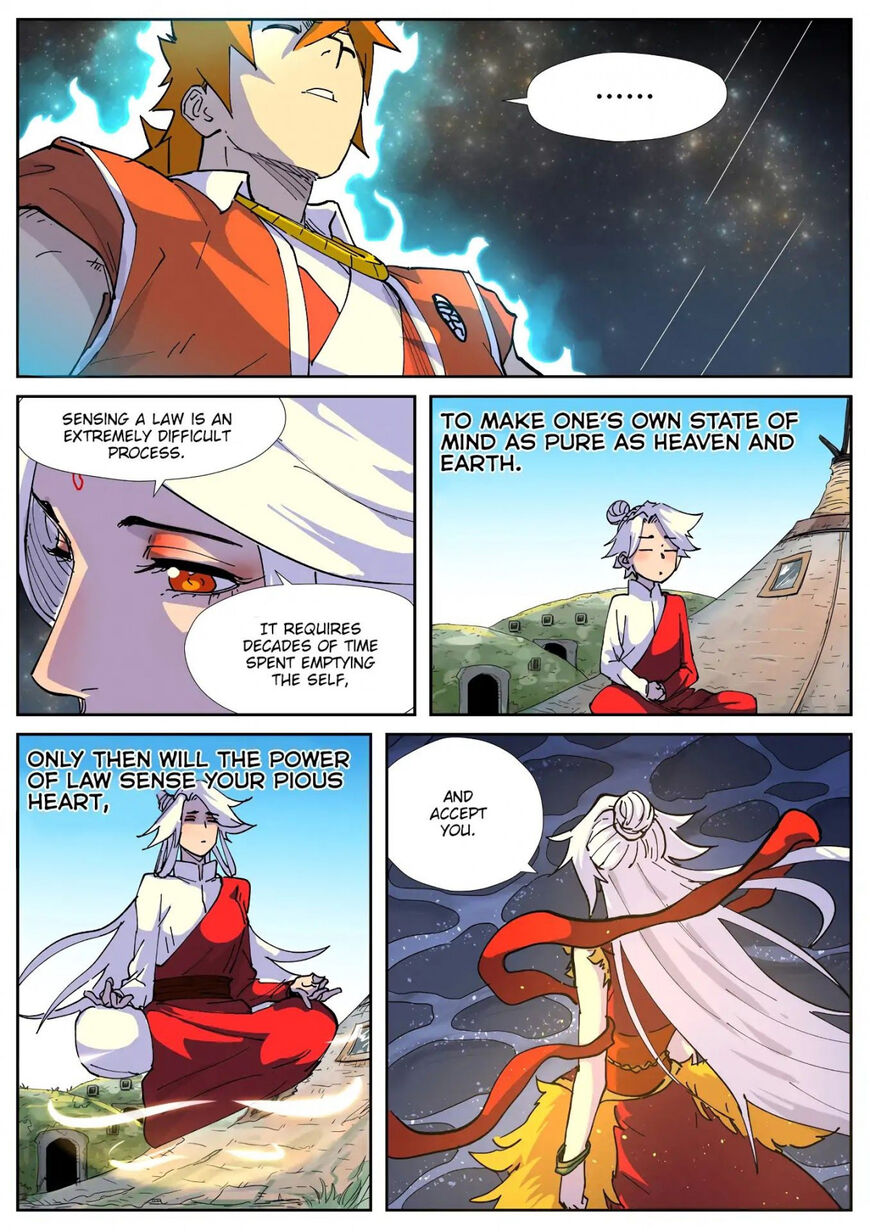 ......
SENSING A LAW IS AN
EXTREMELY DIFFICULT
PROCESS.
IT REQUIRES
DECADES OF TIME
SPENT EMPTYING
THE SELF,
TO MAKE ONE'S OWN STATE OF
MIND AS PURE AS HEAVEN AND
EARTH.
ONLY THEN WILL THE POWER
OF LAW SENSE YOUR PIOUS
HEART,
AND
ACCEPT
YOU.